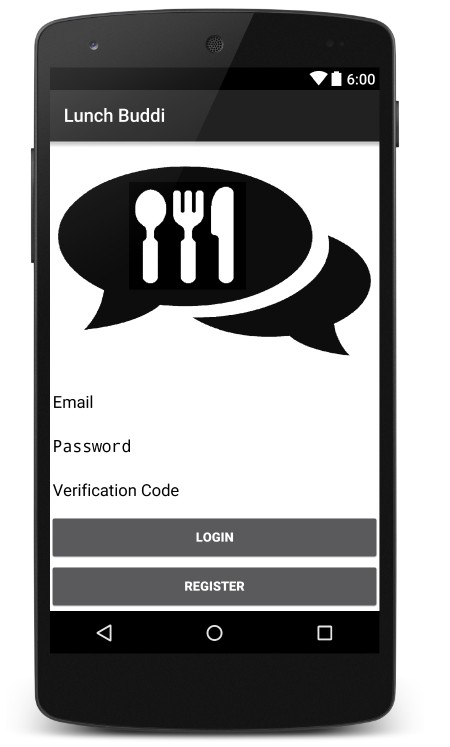 6:00
Lunch Buddi
Email
Password
Verification Code
LOGIN
REGISTER